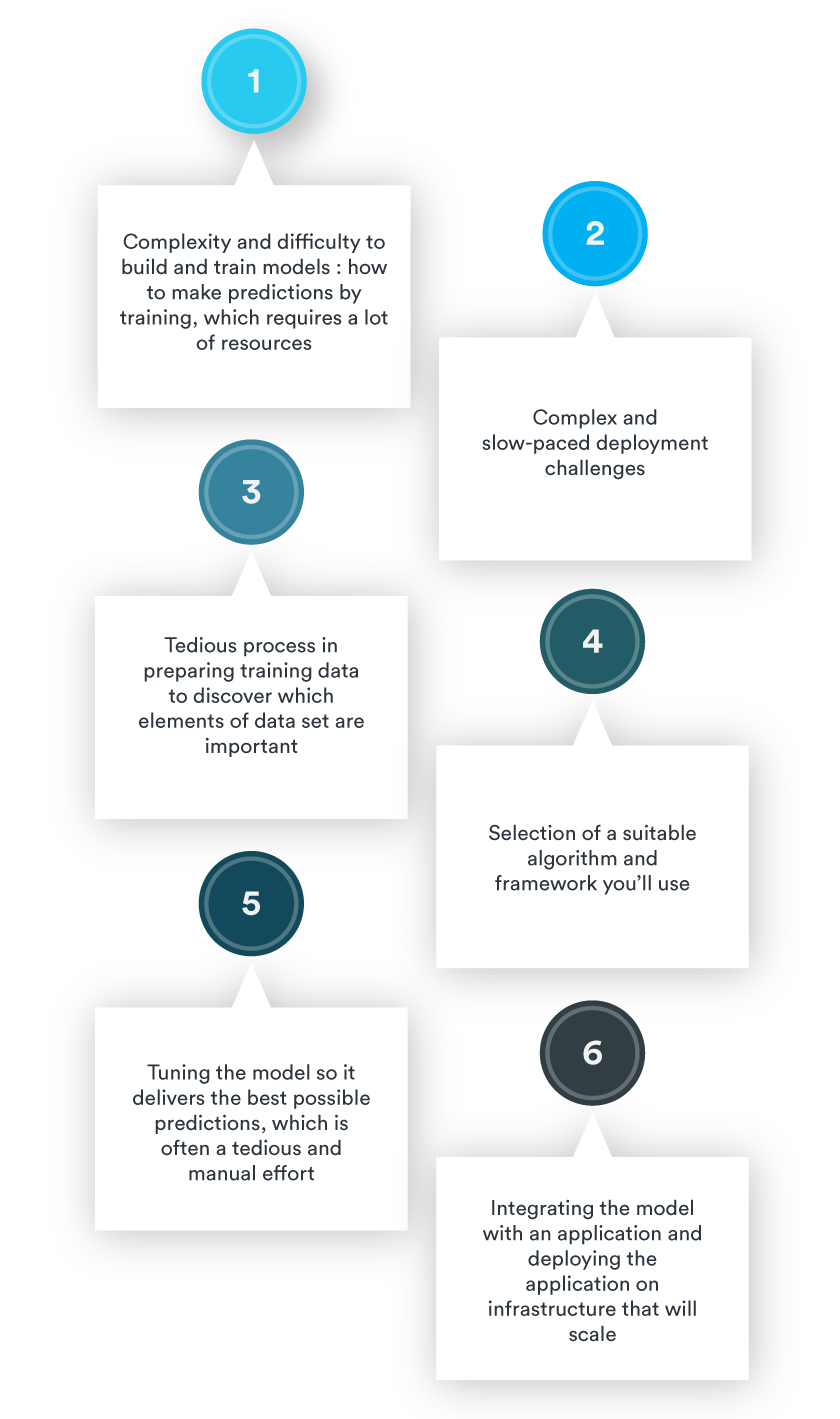 1
Complexity and difficulty to
build and train models : how
to make predictions by
training, which requires a lot
of resources
2
Complex and
slow-paced deployment
challenges
3
Tedious process in
preparing training data
to discover which
elements of data set are
important
4
Selection of a suitable
algorithm and
framework you’ll use
5
Tuning the model so it
delivers the best possible
predictions, which is
often a tedious and
manual effort
6
Integrating the model
with an application and
deploying the
application on
infrastructure that will
scale